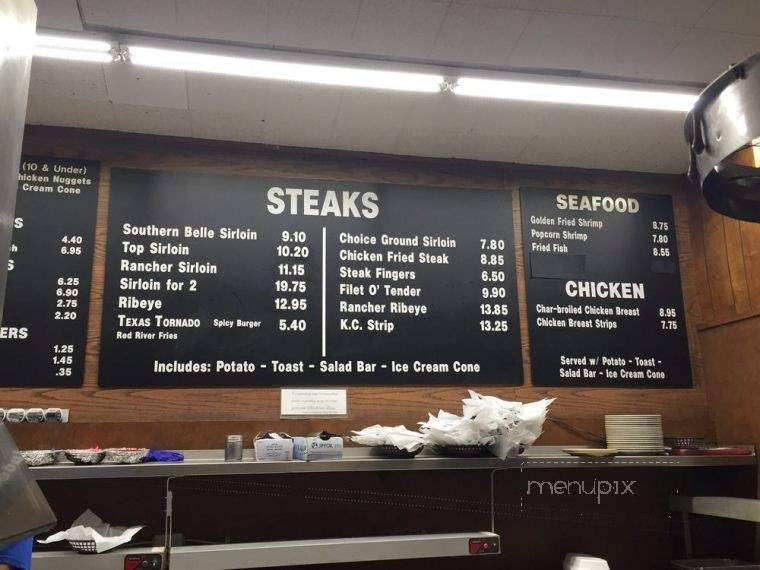 (10 & Under)
hicken Nuggets
Cream Cone
S
4.40
sh 6.95
S
6.25
6.90
2.75
2.20
ERS
1.25
1.45
.35
STEAKS
Southern Belle Sirloin 9.10
Top Sirloin 10.20
Rancher Sirloin 11.15
Sirloin for 2 19.75
Ribeye 12.95
TEXAS TORNADO Spicy Burger 5.40
Red River Fries
Choice Ground Sirloin 7.80
Chicken Fried Steak 8.85
Steak Fingers 6.50
Filet O' Tender 9.90
Rancher Ribeye 13.85
K.C. Strip 13.25
Includes: Potato - Toast - Salad Bar - Ice Cream Cone
SEAFOOD
Golden Fried Shrimp 8.75
Popcorn Shrimp 7.80
Fried Fish 8.55
CHICKEN
Char-broiled Chicken Breast 8.95
Chicken Breast Strips 7.75
Served w/ Potato - Toast -
Salad Bar - Ice Cream Cone
menupix